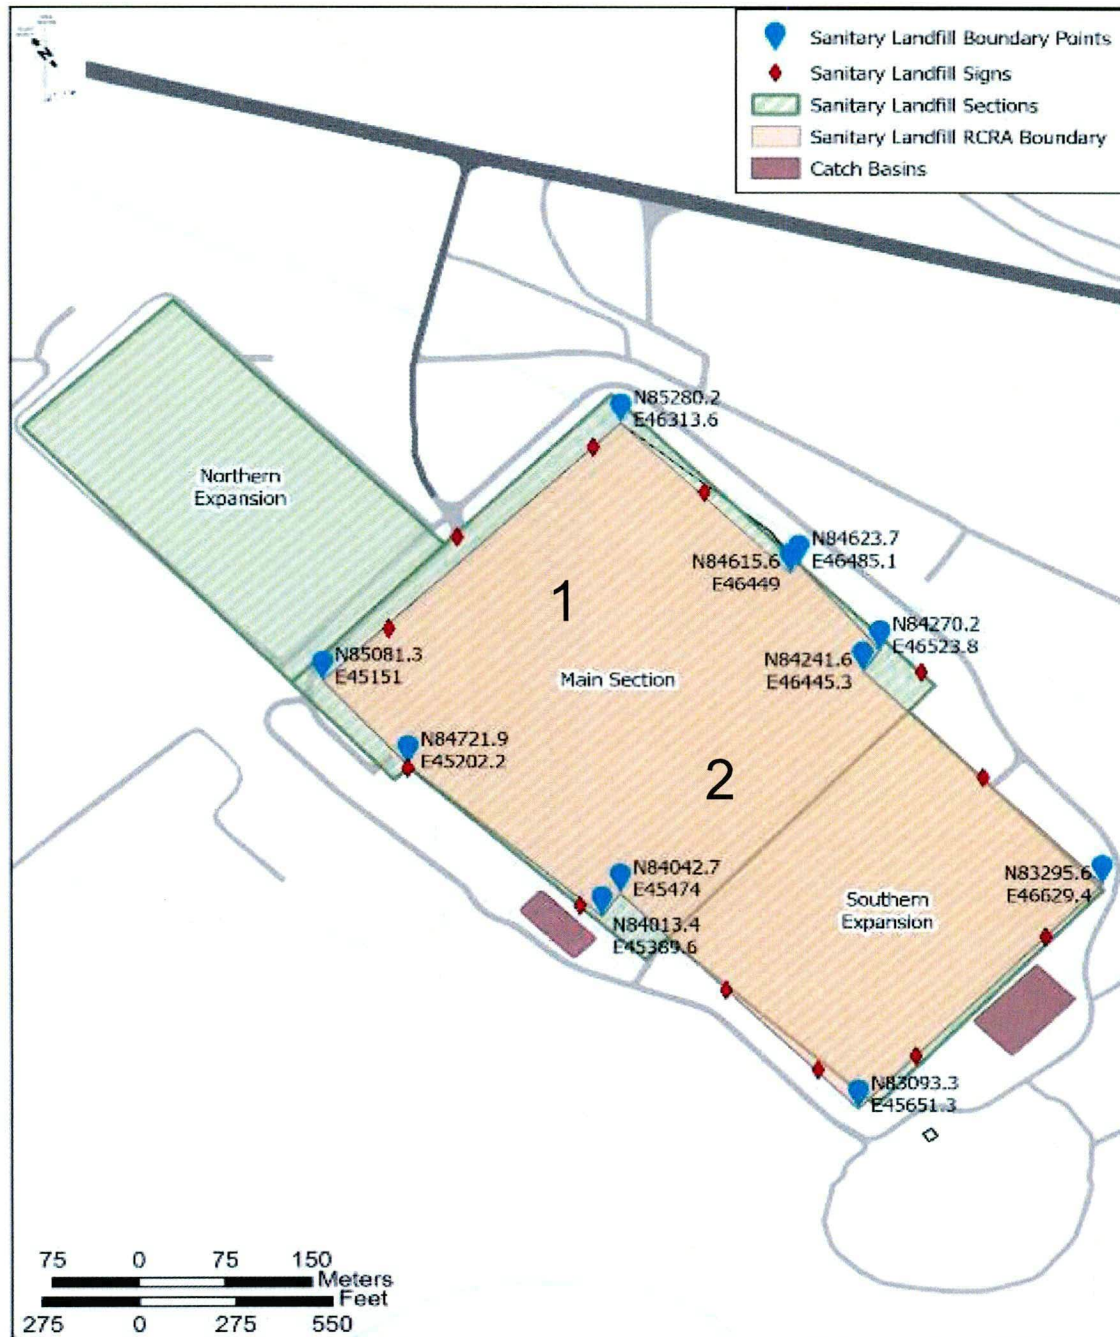 Sanitary Landfill Boundary Points
Sanitary Landfill Signs
Sanitary Landfill Sections
Sanitary Landfill RCRA Boundary
Catch Basins
N
N85280.2
E46313.6
Northern
Expansion
N84623.7
E46485.1
N84615.6
E46449
1
N84270.2
E46523.8
N84241.6
E46445.3
N85081.3
E45151
Main Section
N84721.9
E45202.2
2
N84042.7
E45474
N84013.4
E45389.6
N83295.6
E46629.4
Southern
Expansion
N83093.3
E45651.3
75 0 75 150
Meters
Feet
275 0 275 550